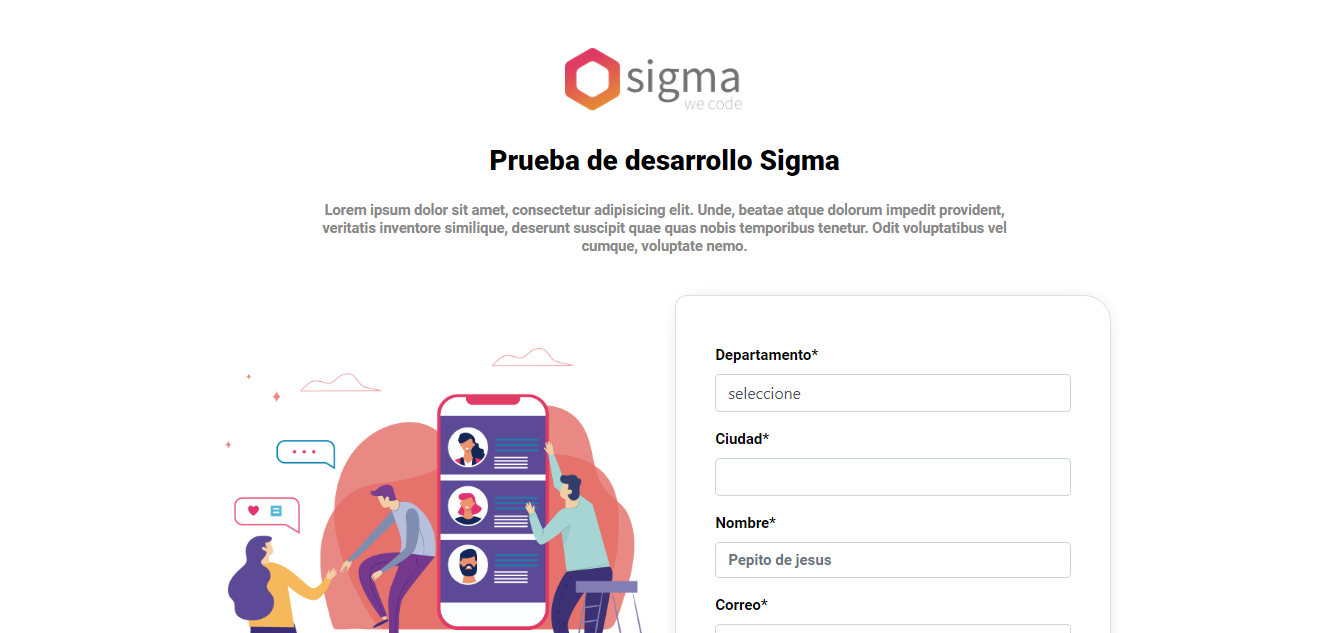 sigma
we code
Prueba de desarrollo Sigma
Lorem ipsum dolor sit amet, consectetur adipisicing elit. Unde, beatae atque dolorum impedit provident,
veritatis inventore similique, deserunt suscipit quae quas nobis temporibus tenetur. Odit voluptatibus vel
cumque, voluptate nemo.
Departamento*
seleccione
Ciudad*
Nombre*
Pepito de jesus
Correo*